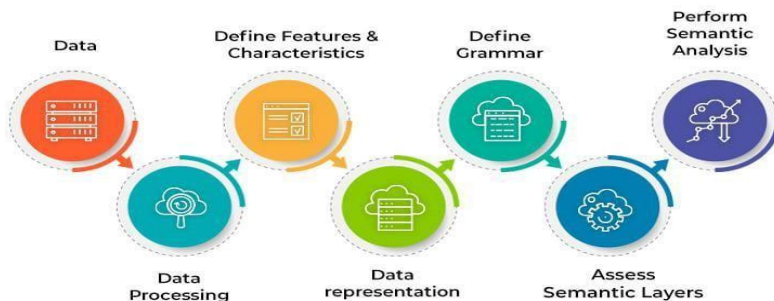 Data
Data
Processing
Define Features &
Characteristics
Data
representation
Define
Grammar
Assess
Semantic Layers
Perform
Semantic
Analysis